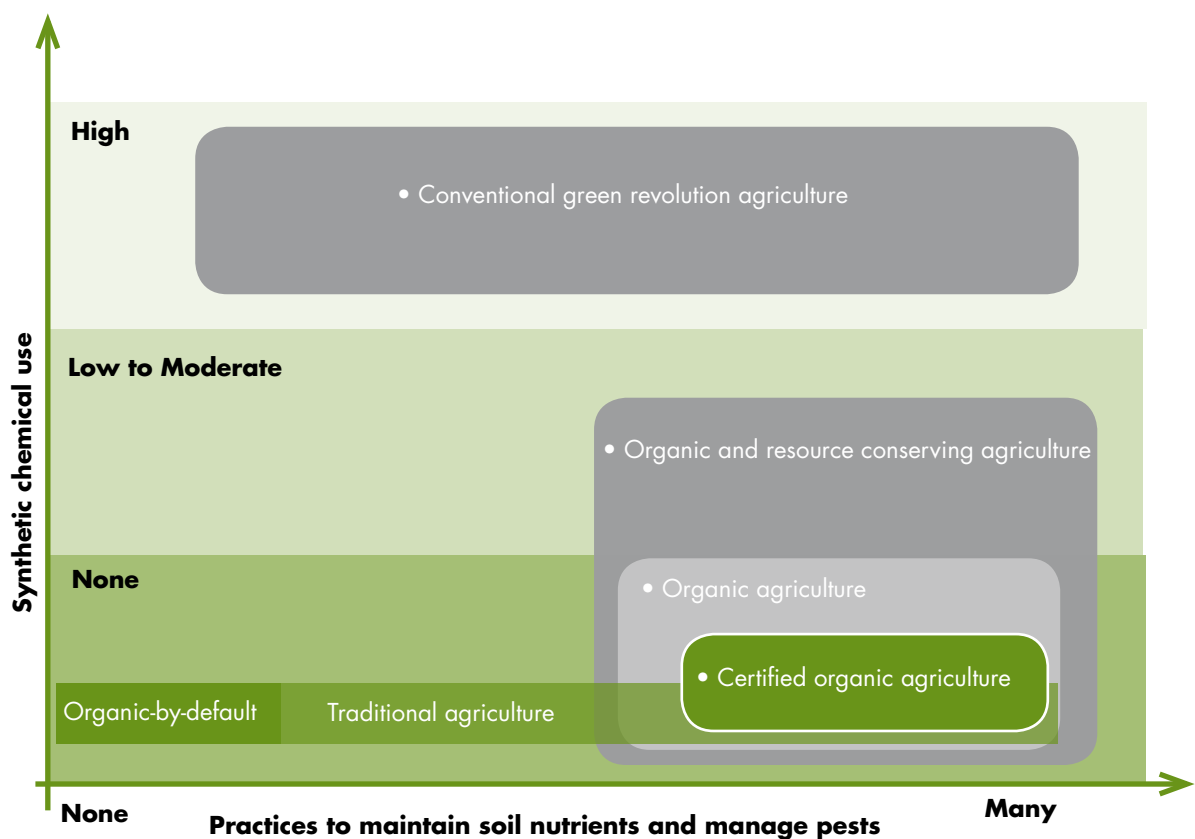 High
• Conventional green revolution agriculture
Synthetic chemical use
Low to Moderate
• Organic and resource conserving agriculture
None
• Organic agriculture
• Certified organic agriculture
Organic-by-default
Traditional agriculture
None
Many
Practices to maintain soil nutrients and manage pests